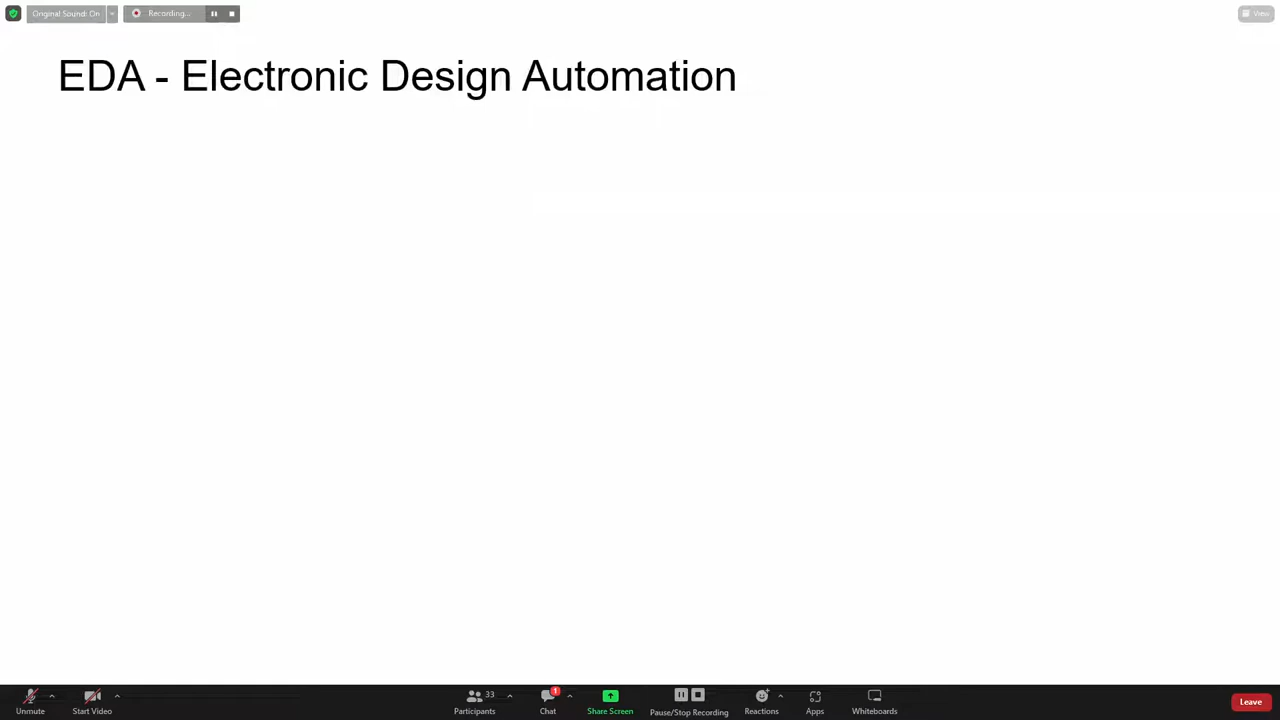 Original Sound: On
Recording...
View
EDA - Electronic Design Automation
33
1
Unmute
Start Video
Participants
Chat
Share Screen
Pause/Stop Recording
Reactions
Apps
Whiteboards
Leave